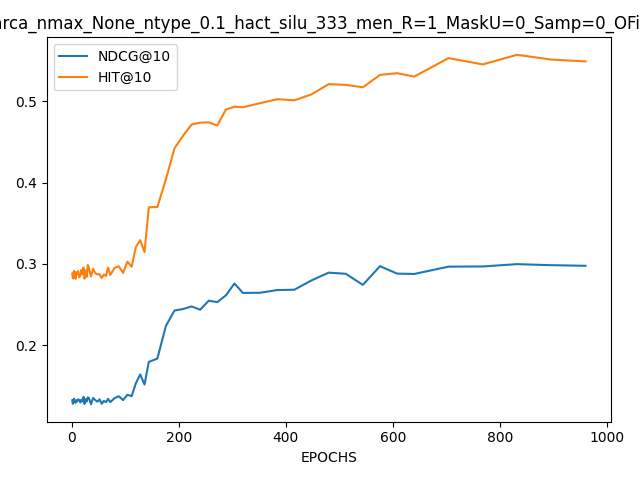 arca_nmax_None_ntype_0.1_hact_silu_333_men_R=1_MaskU=0_Samp=0_OFi
NDCG@10
HIT@10
0.5
0.4
0.3
0.2
0 200 400 600 800 1000
EPOCHS